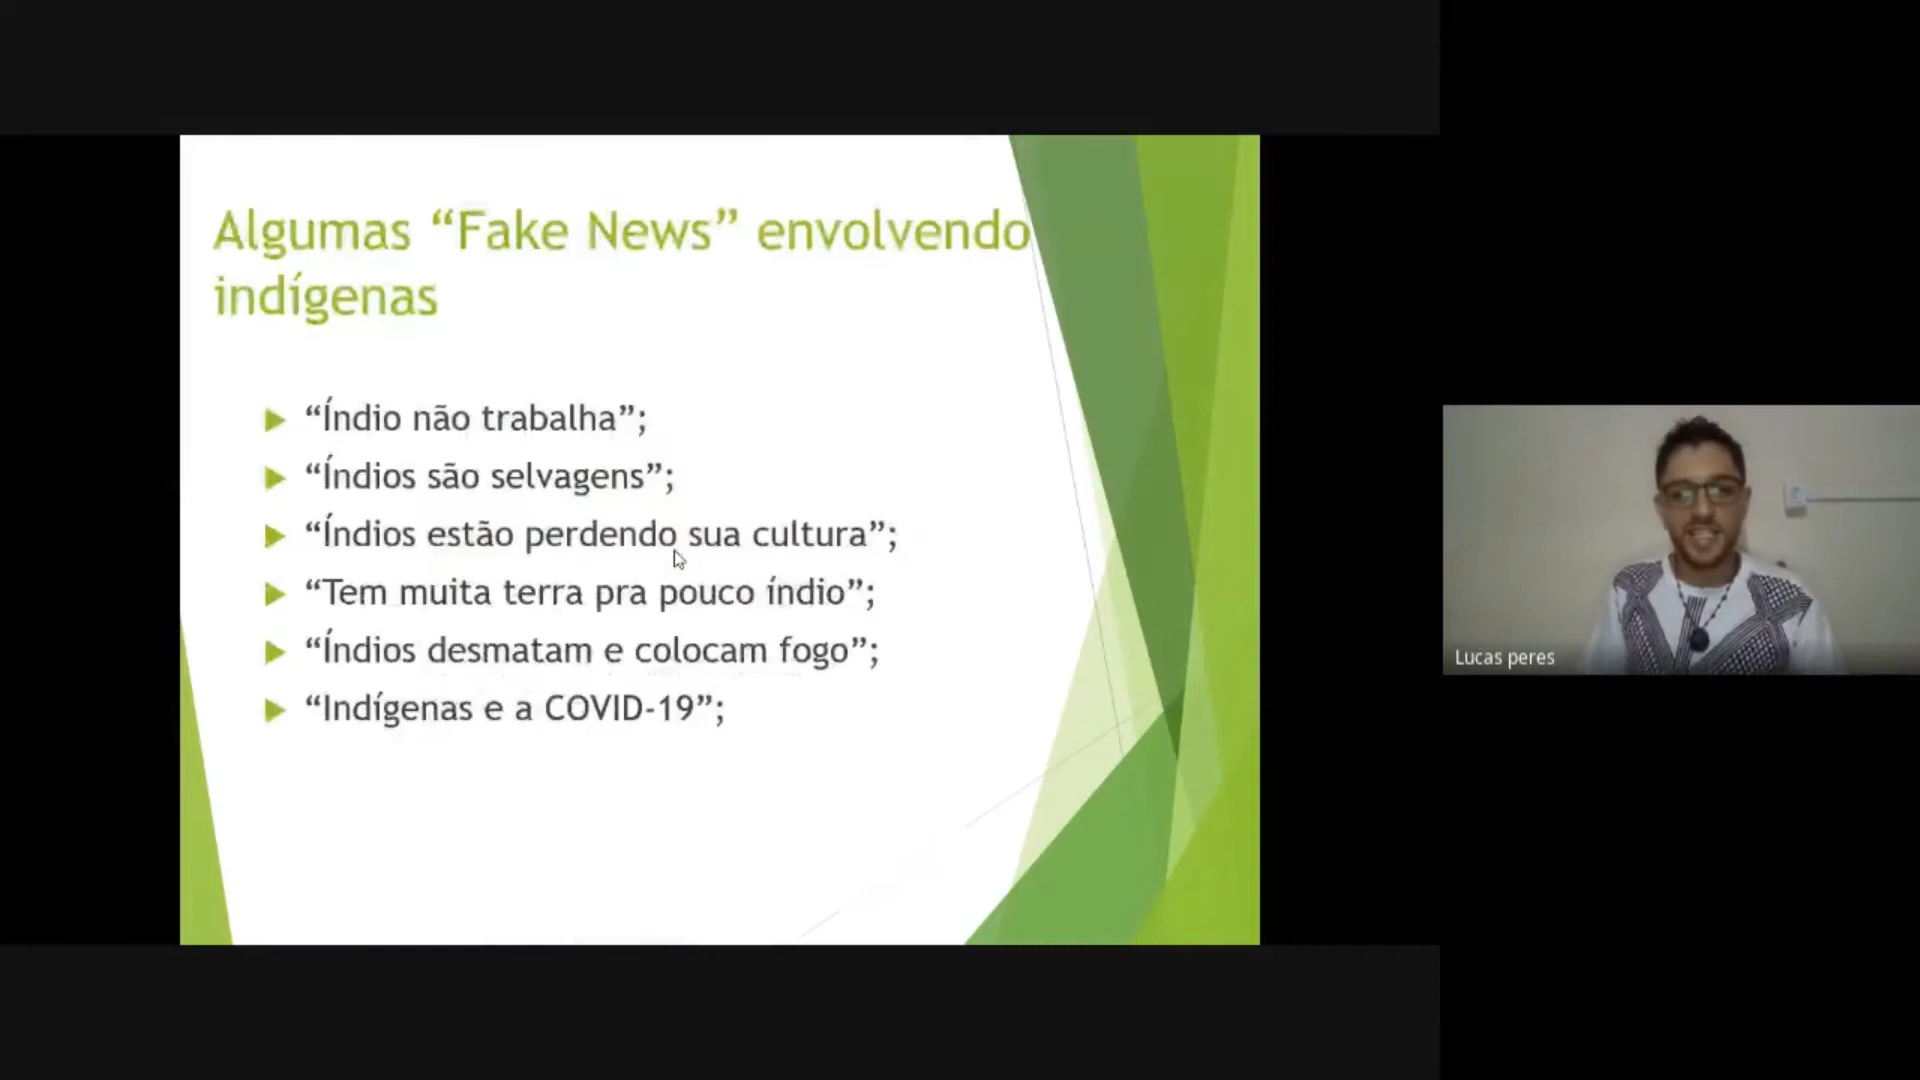 Algumas “Fake News” envolvendo
indígenas
“Índio não trabalha”;
“Índios são selvagens”;
“Índios estão perdendo sua cultura”;
“Tem muita terra pra pouco índio”;
“Índios desmatam e colocam fogo”;
“Indígenas e a COVID-19”;
Lucas peres